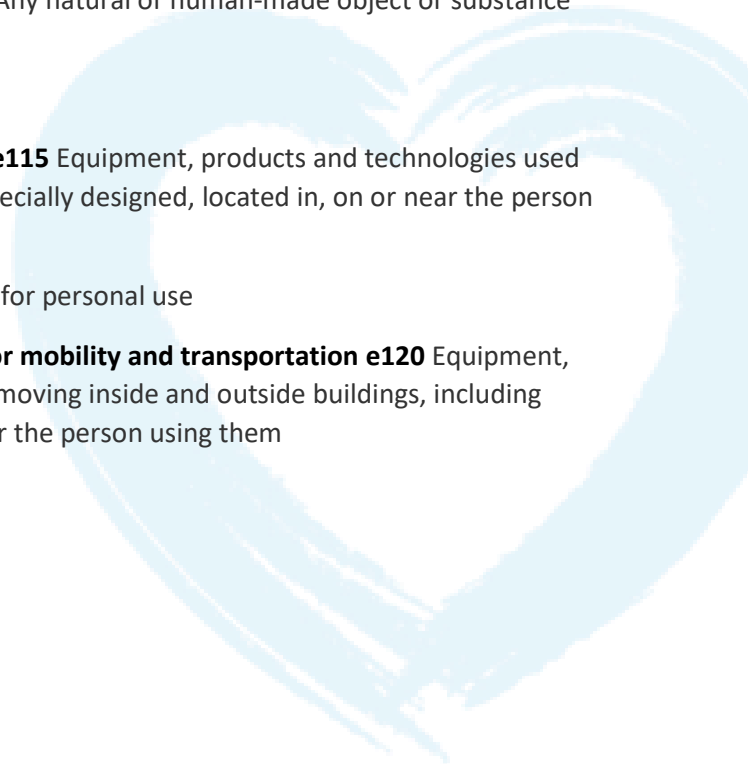 Any natural or human-made object or substance
e115 Equipment, products and technologies used
ecially designed, located in, on or near the person
for personal use
or mobility and transportation e120 Equipment,
moving inside and outside buildings, including
r the person using them